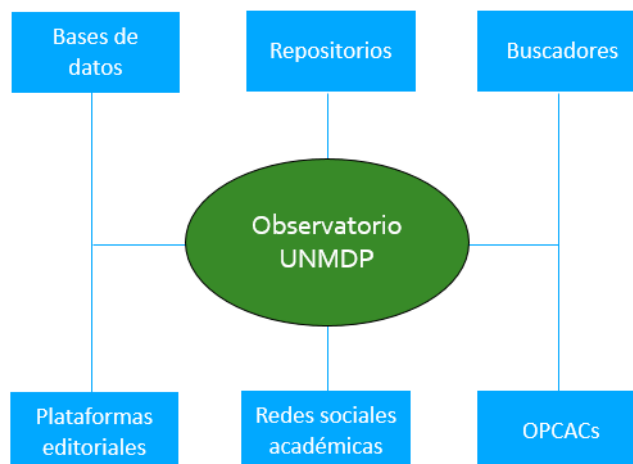 Bases de
datos
Repositorios
Buscadores
Observatorio
UNMDP
Plataformas
editoriales
Redes sociales
académicas
OPCACs